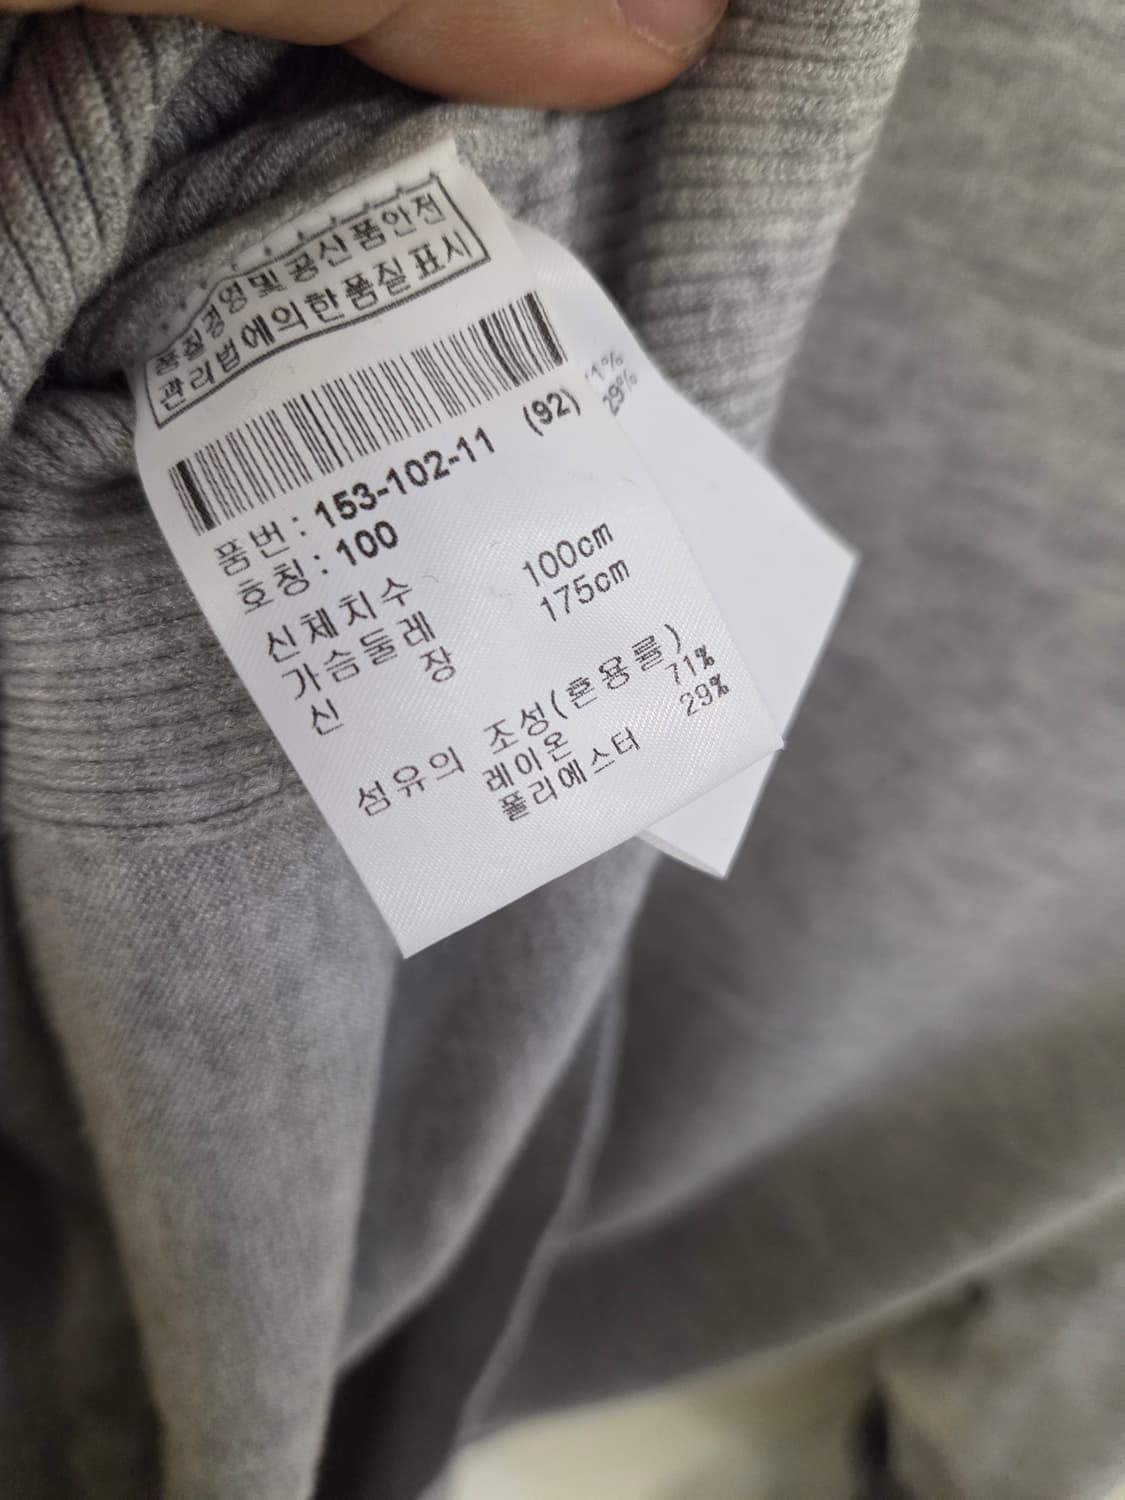 품질경영및공산품안전
관리법에의한품질표시
(92)
품번 : 153-102-11
호칭 : 100
신체치수
가슴둘레 100cm
신 장 175cm
섬유의 조성(혼용률)
레이온 71%
폴리에스터 29%
1%
29%